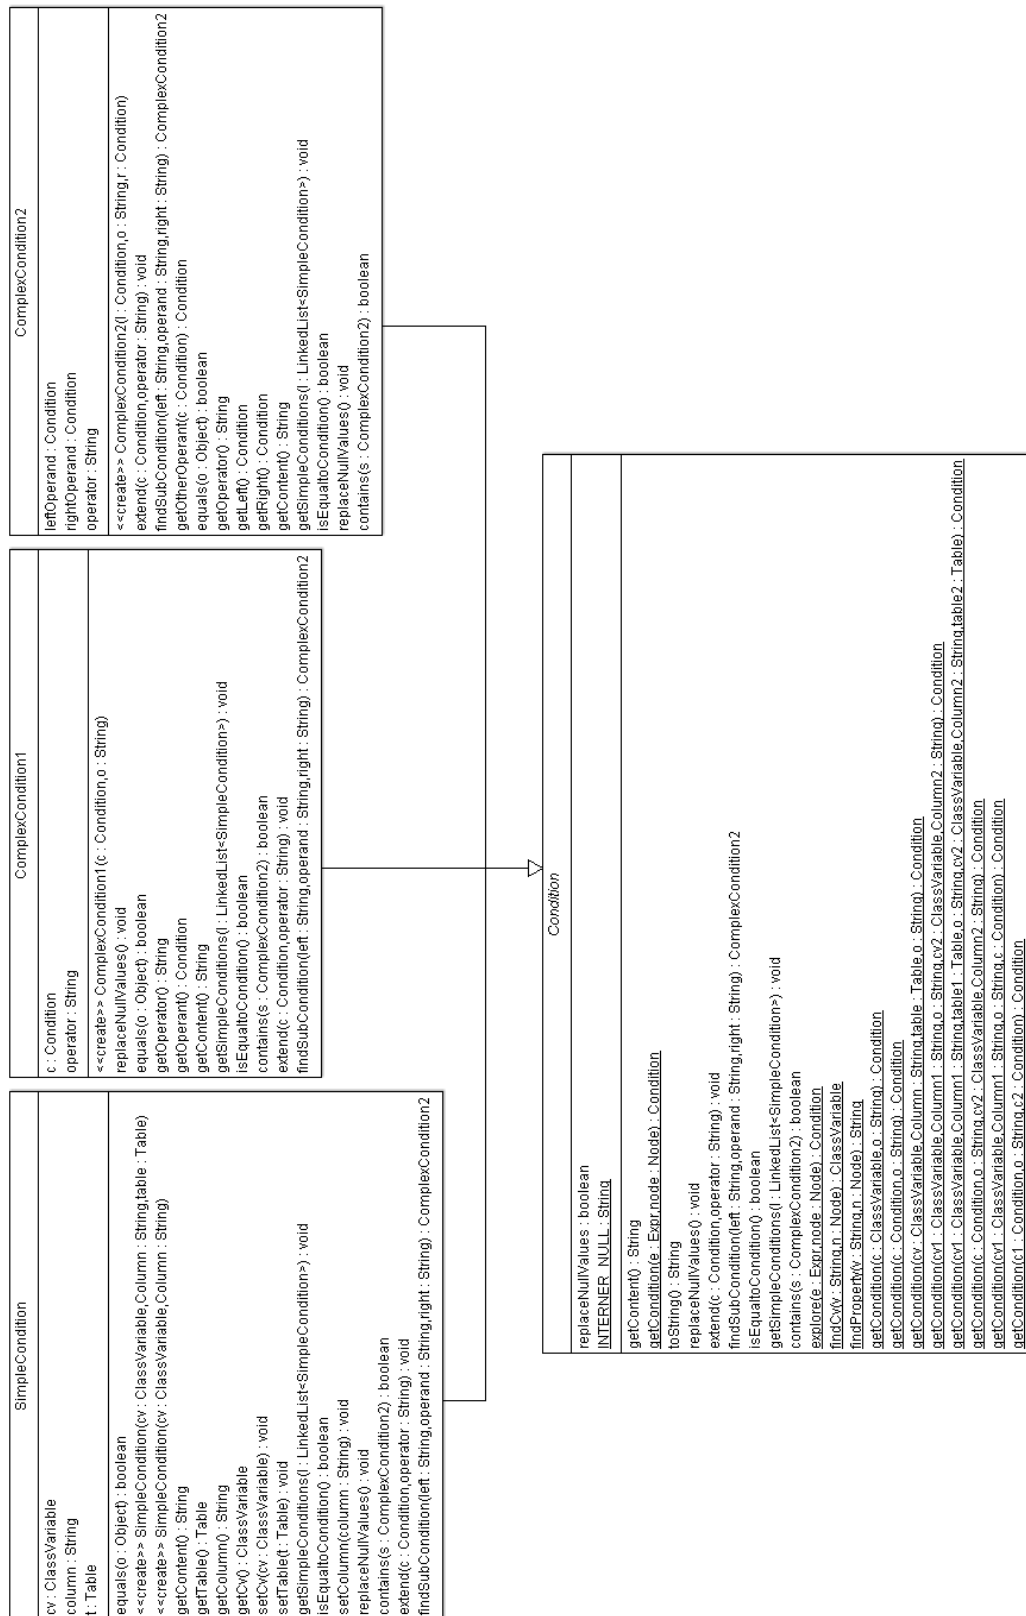 SimpleCondition
cv : ClassVariable
column : String
t : Table
equals(o : Object) : boolean
<<create>> SimpleCondition(cv : ClassVariable,Column : String,table : Table)
<<create>> SimpleCondition(cv : ClassVariable,Column : String)
getContent() : String
getTable() : Table
getColumn() : String
getCv() : ClassVariable
setCv(cv : ClassVariable) : void
setTable(t : Table) : void
getSimpleConditions(l : LinkedList<SimpleCondition>) : void
isEqualtoCondition() : boolean
setColumn(column : String) : void
replaceNullValues() : void
contains(s : ComplexCondition2) : boolean
extend(c : Condition,operator : String) : void
findSubCondition(left : String,operand : String,right : String) : ComplexCondition2
ComplexCondition1
c : Condition
operator : String
<<create>> ComplexCondition1(c : Condition,o : String)
replaceNullValues() : void
equals(o : Object) : boolean
getOperator() : String
getOperant() : Condition
getContent() : String
getSimpleConditions(l : LinkedList<SimpleCondition>) : void
isEqualtoCondition() : boolean
contains(s : ComplexCondition2) : boolean
extend(c : Condition,operator : String) : void
findSubCondition(left : String,operand : String,right : String) : ComplexCondition2
ComplexCondition2
leftOperand : Condition
rightOperand : Condition
operator : String
<<create>> ComplexCondition2(l : Condition,o : String,r : Condition)
extend(c : Condition,operator : String) : void
findSubCondition(left : String,operand : String,right : String) : ComplexCondition2
getOtherOperant(c : Condition) : Condition
equals(o : Object) : boolean
getOperator() : String
getLeft() : Condition
getRight() : Condition
getContent() : String
getSimpleConditions(l : LinkedList<SimpleCondition>) : void
isEqualtoCondition() : boolean
replaceNullValues() : void
contains(s : ComplexCondition2) : boolean
Condition
replaceNullValues : boolean
INTERNER_NULL : String
getContent() : String
getCondition(e : Expr,node : Node) : Condition
toString() : String
replaceNullValues() : void
extend(c : Condition,operator : String) : void
findSubCondition(left : String,operand : String,right : String) : ComplexCondition2
isEqualtoCondition() : boolean
getSimpleConditions(l : LinkedList<SimpleCondition>) : void
contains(s : ComplexCondition2) : boolean
explore(e : Expr,node : Node) : Condition
findCv(v : String,n : Node) : ClassVariable
findProperty(v : String,n : Node) : String
getCondition(c : ClassVariable,o : String) : Condition
getCondition(c : Condition,o : String) : Condition
getCondition(cv : ClassVariable,Column : String,table : Table,o : String) : Condition
getCondition(cv1 : ClassVariable,Column1 : String,o : String,cv2 : ClassVariable,Column2 : String) : Condition
getCondition(cv1 : ClassVariable,Column1 : String,table1 : Table,o : String,cv2 : ClassVariable,Column2 : String,table2 : Table) : Condition
getCondition(c : Condition,o : String,cv2 : ClassVariable,Column2 : String) : Condition
getCondition(cv1 : ClassVariable,Column1 : String,o : String,c : Condition) : Condition
getCondition(c1 : Condition,o : String,c2 : Condition) : Condition